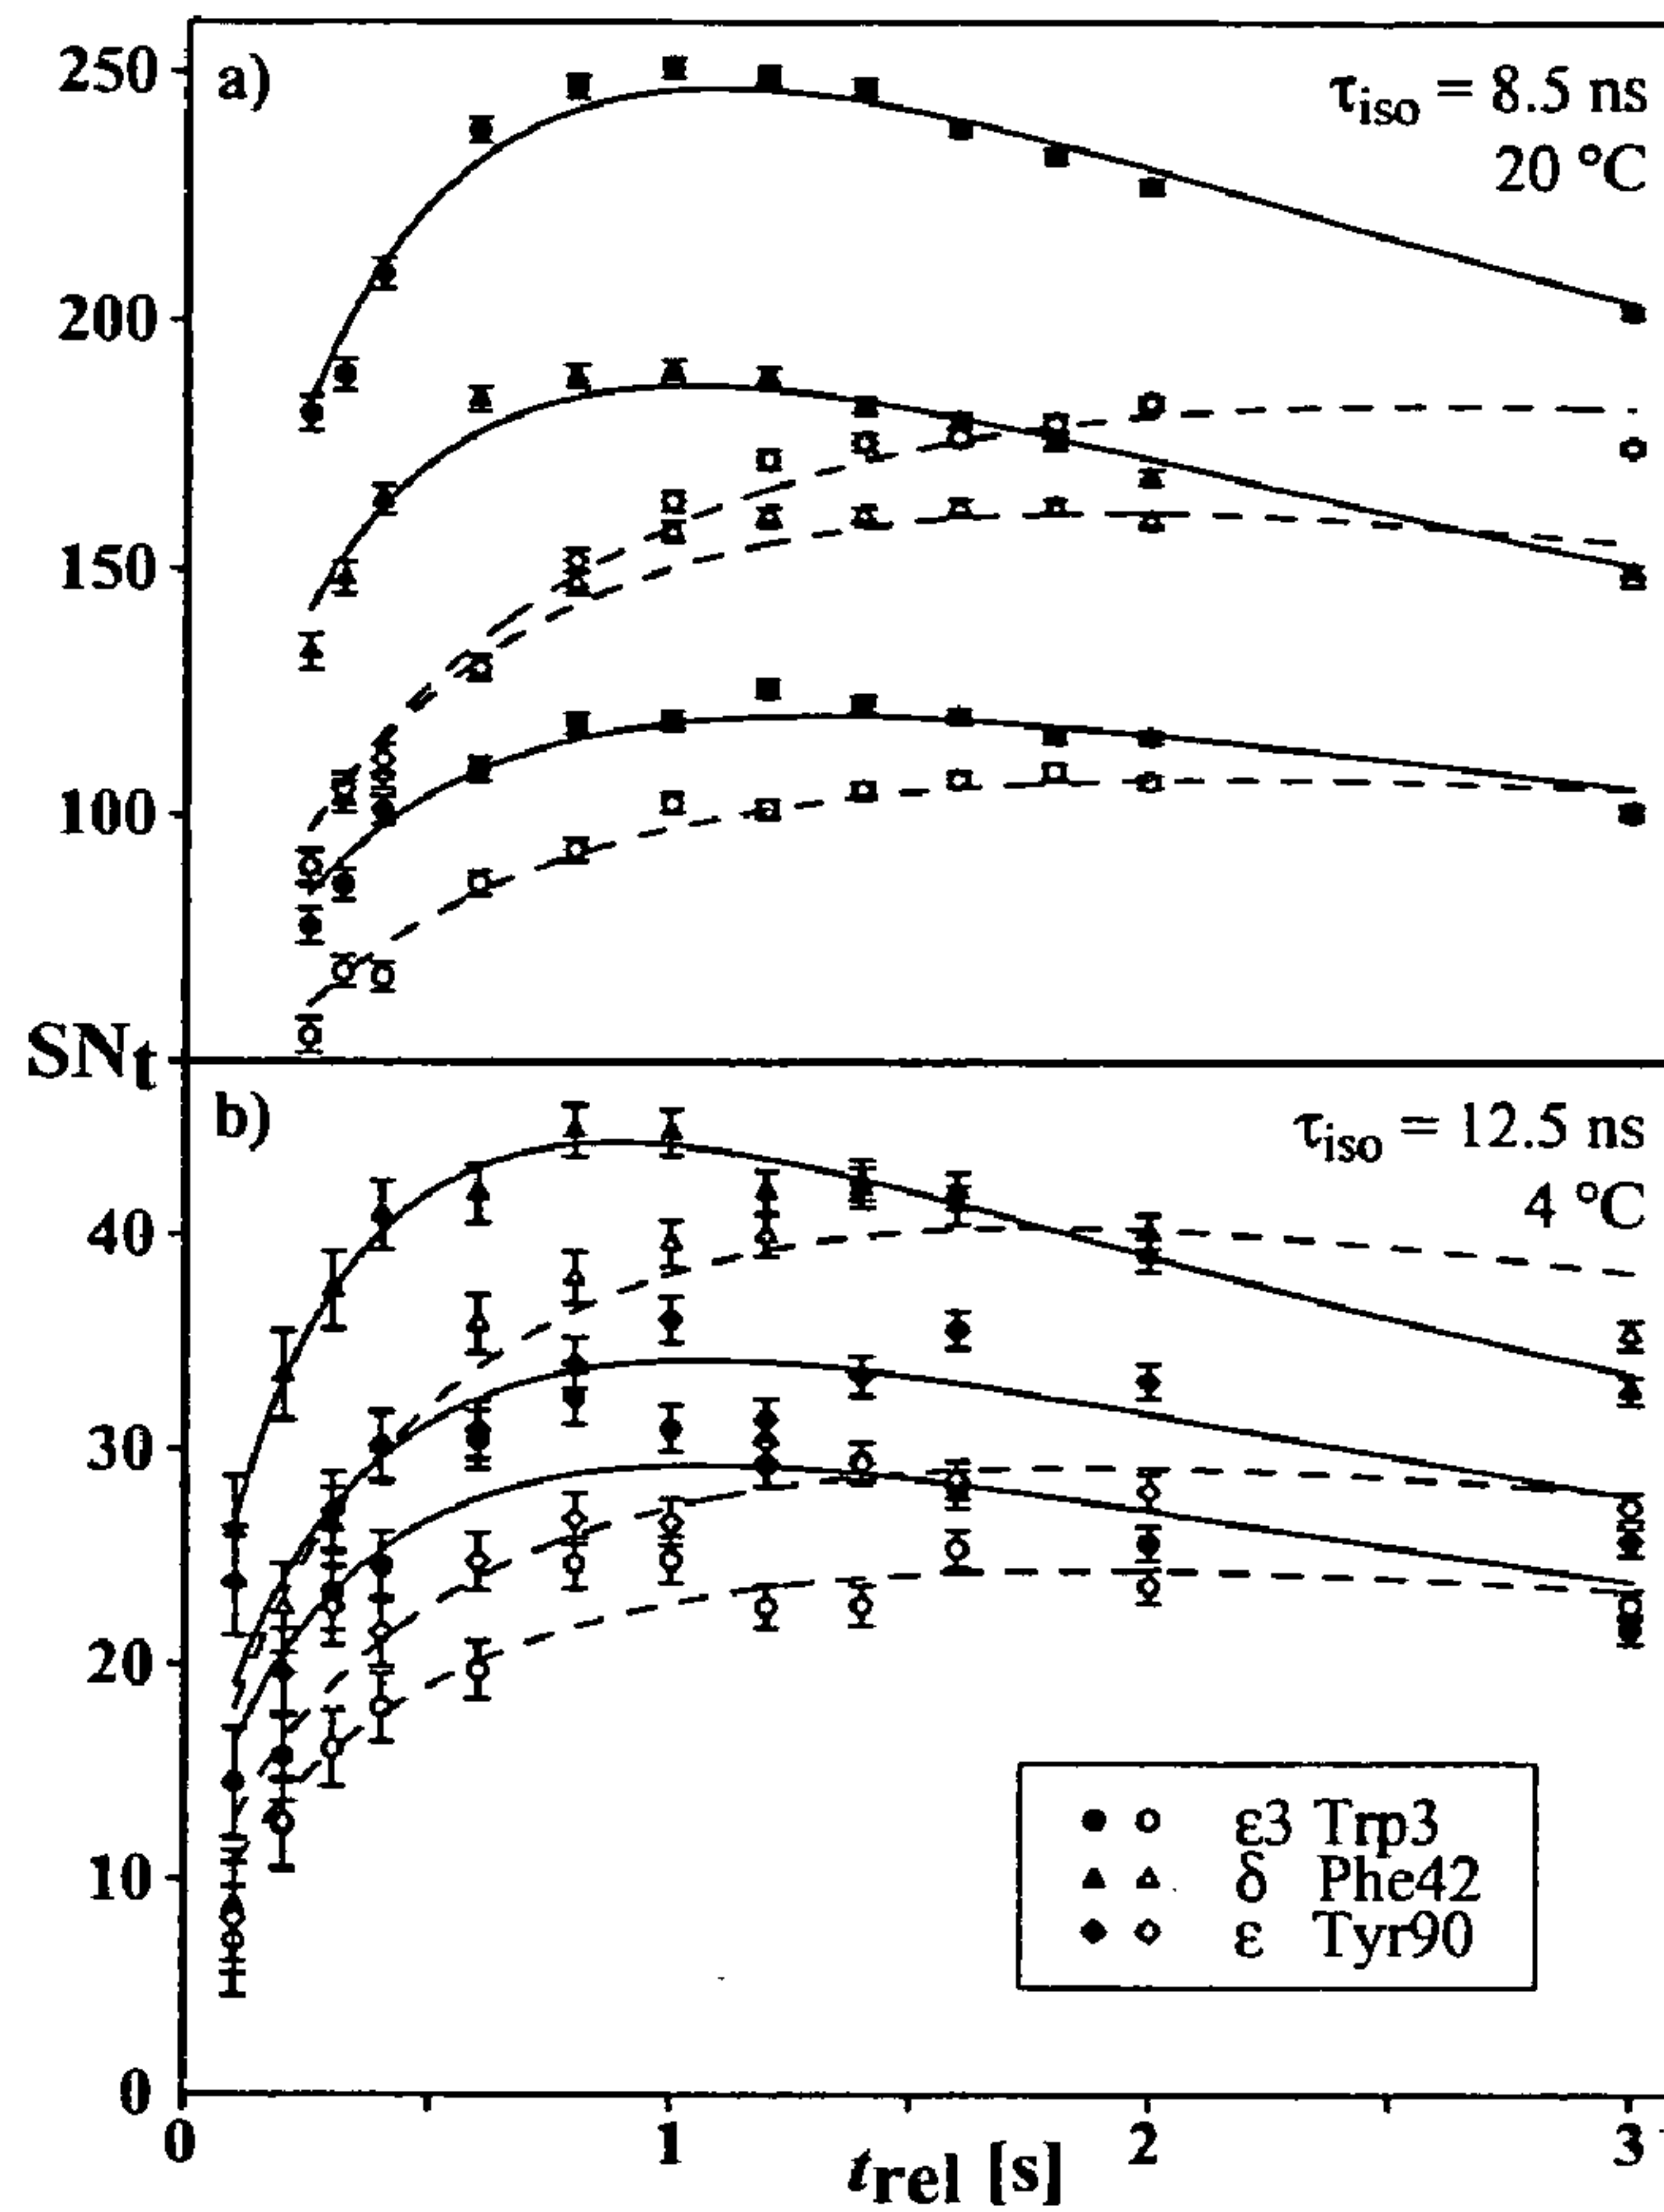 250
a)
τiso = 8.5 ns
20 °C
200
150
100
SNt
b)
τiso = 12.5 ns
4 °C
40
30
20
10
0
ε3 Trp3
δ Phe42
ε Tyr90
0
1
2
3
trel [s]